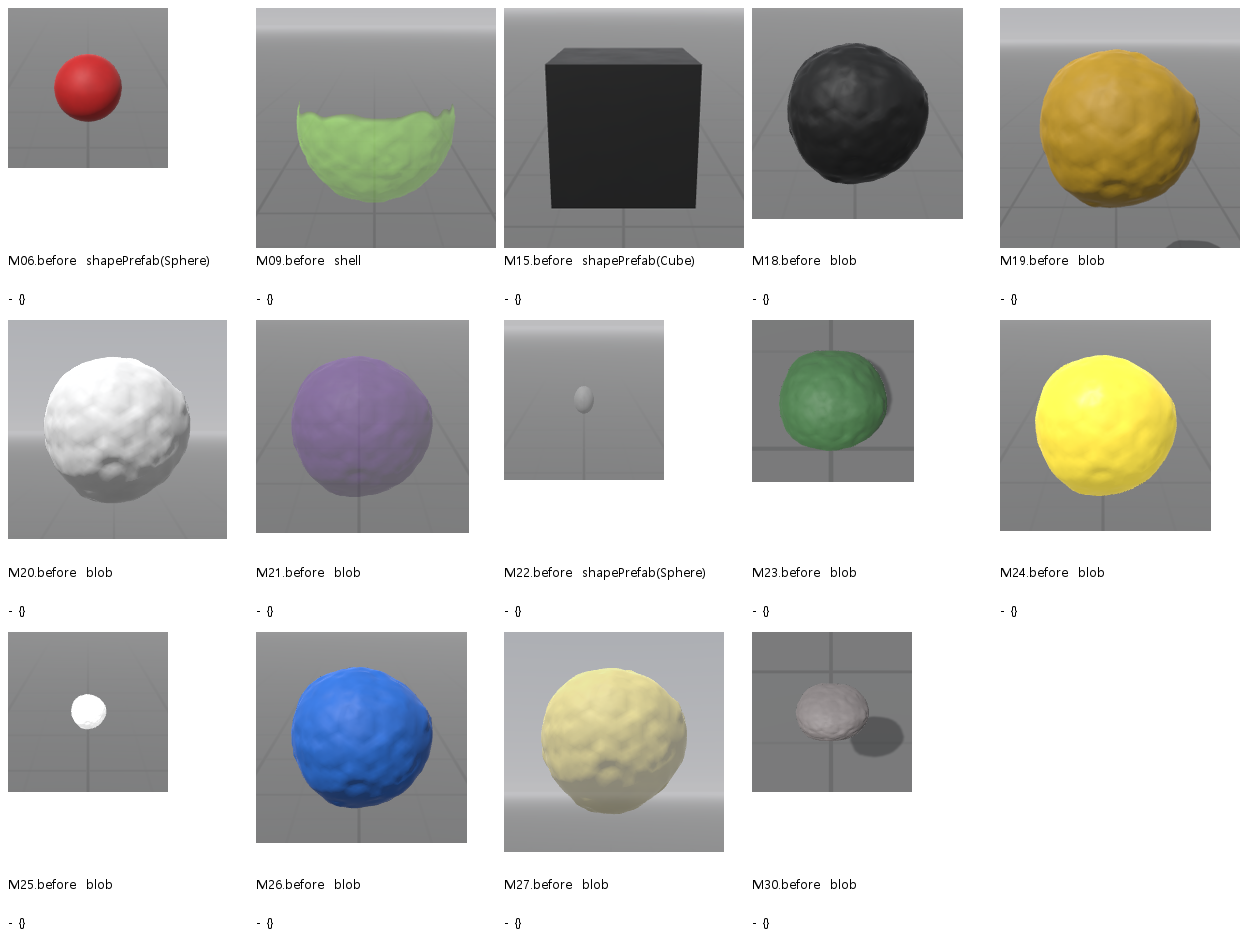 M06.before shapePrefab(Sphere)
- {}
M09.before shell
- {}
M15.before shapePrefab(Cube)
- {}
M18.before blob
- {}
M19.before blob
- {}
M20.before blob
- {}
M21.before blob
- {}
M22.before shapePrefab(Sphere)
- {}
M23.before blob
- {}
M24.before blob
- {}
M25.before blob
- {}
M26.before blob
- {}
M27.before blob
- {}
M30.before blob
- {}